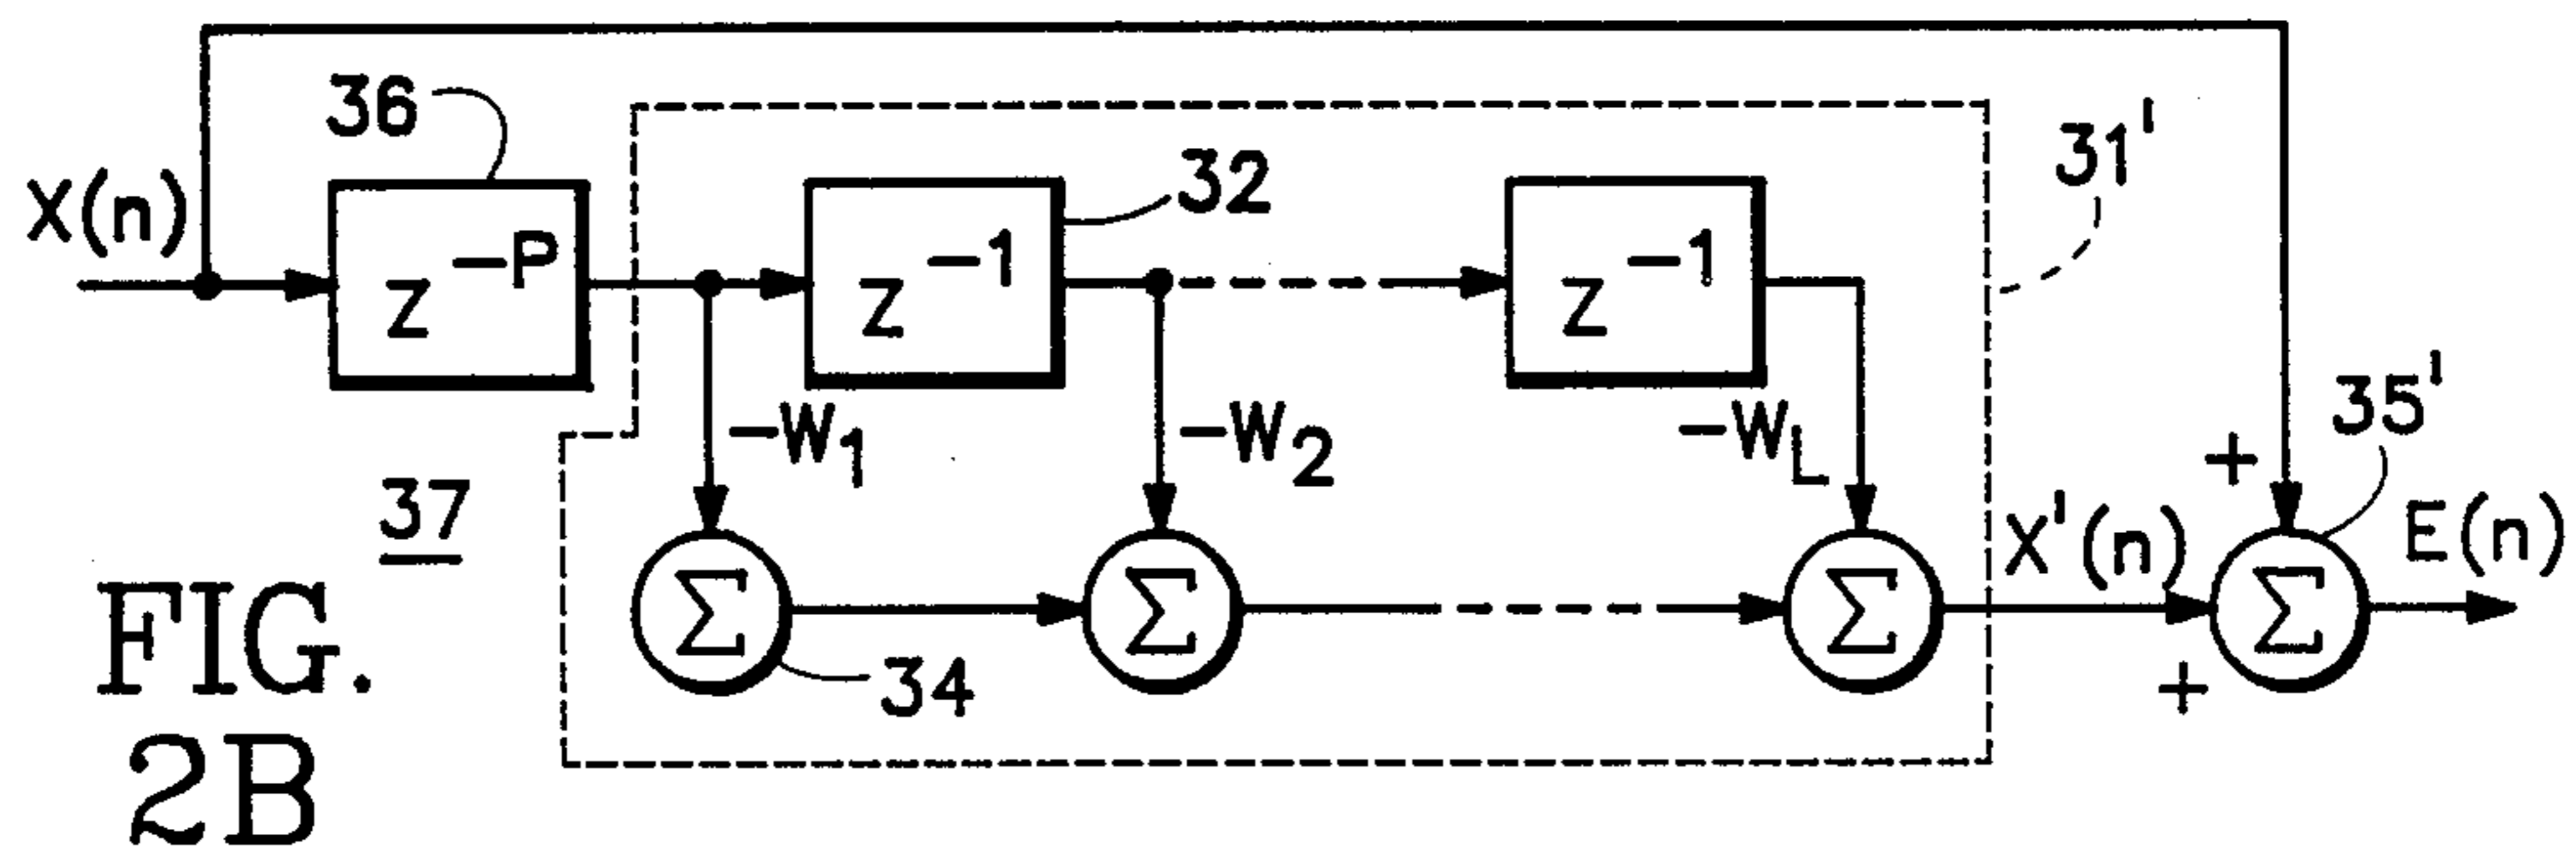 36
31'
X(n)
z^-P
32
z^-1
z^-1
-W1
-W2
-WL
35'
+
37
34
X'(n)
+
E(n)
Σ
Σ
Σ
Σ
FIG.
2B